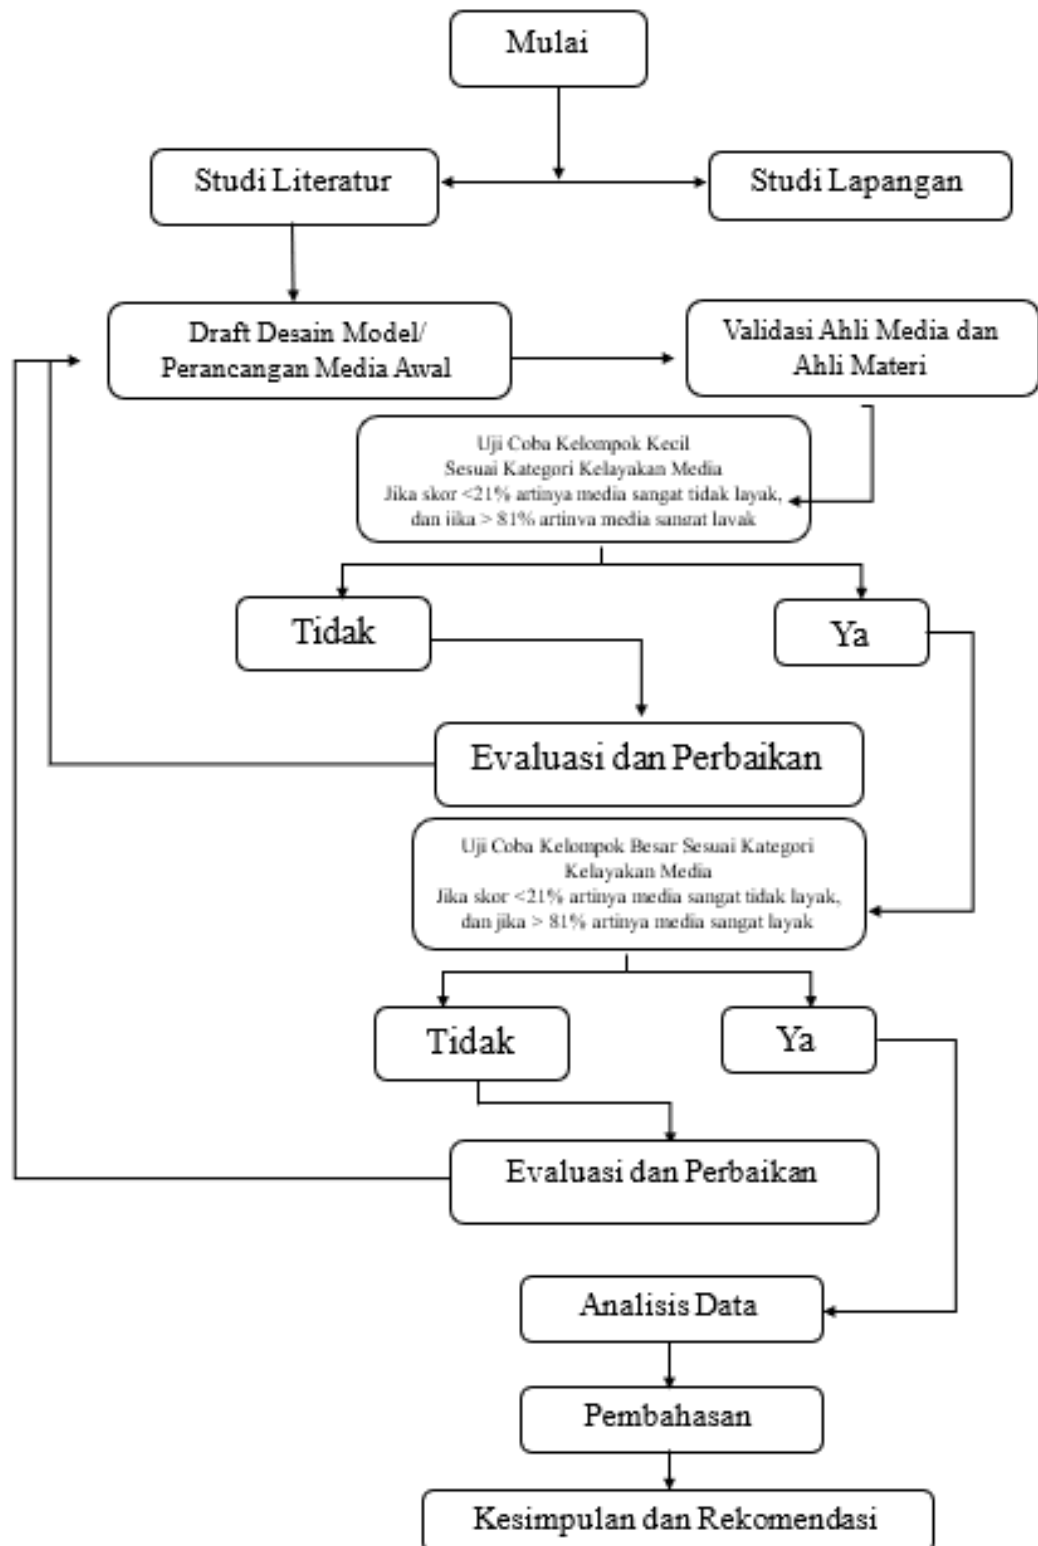 Mulai
Studi Literatur
Studi Lapangan
Draft Desain Model/
Perancangan Media Awal
Validasi Ahli Media dan
Ahli Materi
Uji Coba Kelompok Kecil
Sesuai Kategori Kelayakan Media
Jika skor <21% artinya media sangat tidak layak,
dan jika > 81% artinya media sangat layak
Tidak
Ya
Evaluasi dan Perbaikan
Uji Coba Kelompok Besar Sesuai Kategori
Kelayakan Media
Jika skor <21% artinya media sangat tidak layak,
dan jika > 81% artinya media sangat layak
Tidak
Ya
Evaluasi dan Perbaikan
Analisis Data
Pembahasan
Kesimpulan dan Rekomendasi